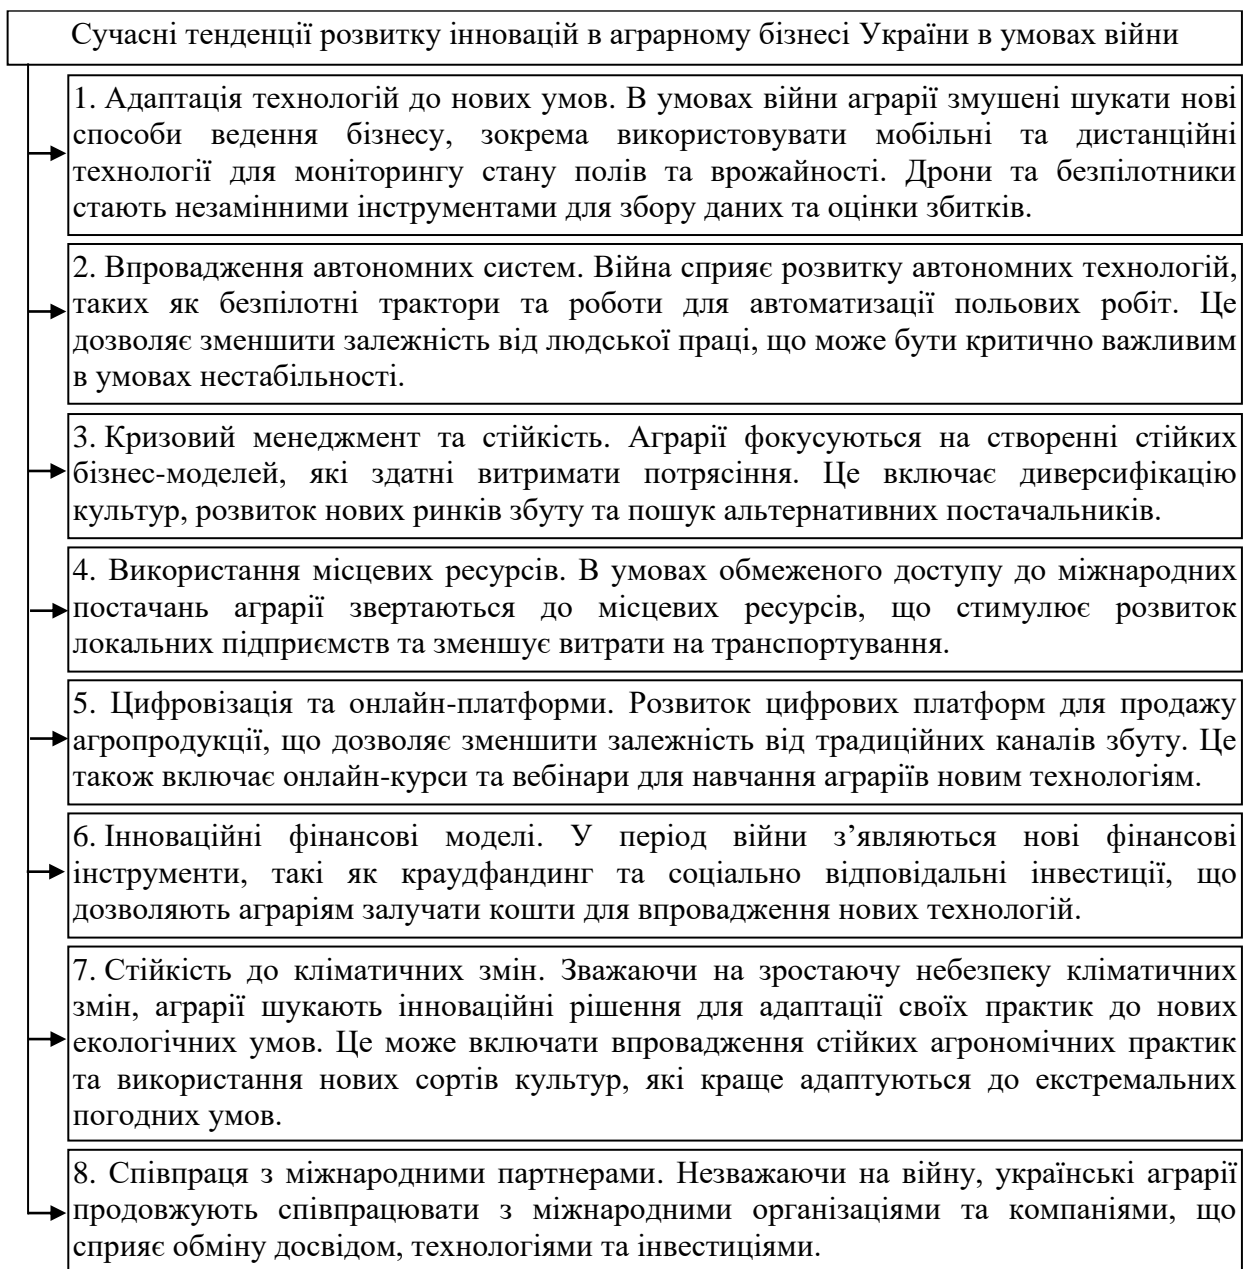 Сучасні тенденції розвитку інновацій в аграрному бізнесі України в умовах війни
1. Адаптація технологій до нових умов. В умовах війни аграрії змушені шукати нові
способи ведення бізнесу, зокрема використовувати мобільні та дистанційні
технології для моніторингу стану полів та врожайності. Дрони та безпілотники
стають незамінними інструментами для збору даних та оцінки збитків.
2. Впровадження автономних систем. Війна сприяє розвитку автономних технологій,
таких як безпілотні трактори та роботи для автоматизації польових робіт. Це
дозволяє зменшити залежність від людської праці, що може бути критично важливим
в умовах нестабільності.
3. Кризовий менеджмент та стійкість. Аграрії фокусуються на створенні стійких
бізнес-моделей, які здатні витримати потрясіння. Це включає диверсифікацію
культур, розвиток нових ринків збуту та пошук альтернативних постачальників.
4. Використання місцевих ресурсів. В умовах обмеженого доступу до міжнародних
постачань аграрії звертаються до місцевих ресурсів, що стимулює розвиток
локальних підприємств та зменшує витрати на транспортування.
5. Цифровізація та онлайн-платформи. Розвиток цифрових платформ для продажу
агропродукції, що дозволяє зменшити залежність від традиційних каналів збуту. Це
також включає онлайн-курси та вебінари для навчання аграріїв новим технологіям.
6. Інноваційні фінансові моделі. У період війни з’являються нові фінансові
інструменти, такі як краудфандинг та соціально відповідальні інвестиції, що
дозволяють аграріям залучати кошти для впровадження нових технологій.
7. Стійкість до кліматичних змін. Зважаючи на зростаючу небезпеку кліматичних
змін, аграрії шукають інноваційні рішення для адаптації своїх практик до нових
екологічних умов. Це може включати впровадження стійких агрономічних практик
та використання нових сортів культур, які краще адаптуються до екстремальних
погодних умов.
8. Співпраця з міжнародними партнерами. Незважаючи на війну, українські аграрії
продовжують співпрацювати з міжнародними організаціями та компаніями, що
сприяє обміну досвідом, технологіями та інвестиціями.